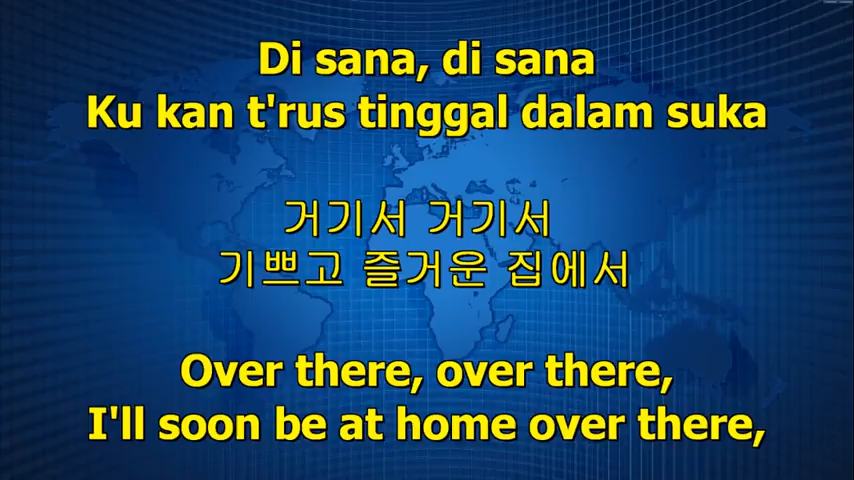 Di sana, di sana
Ku kan t'rus tinggal dalam suka
거기서 거기서
기쁘고 즐거운 집에서
Over there, over there,
I'll soon be at home over there,